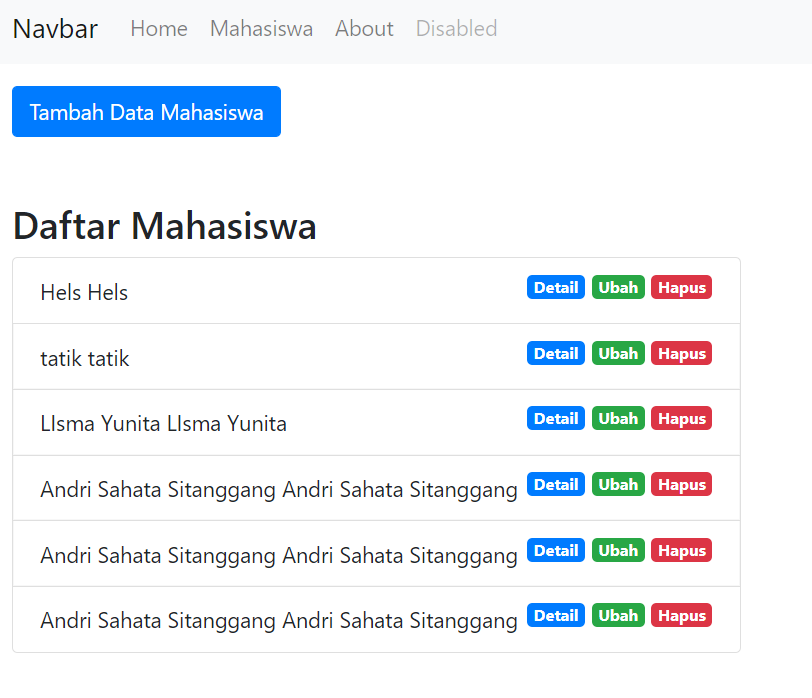 Navbar Home Mahasiswa About Disabled
Tambah Data Mahasiswa
Daftar Mahasiswa
Hels Hels Detail Ubah Hapus
tatik tatik Detail Ubah Hapus
LIsma Yunita LIsma Yunita Detail Ubah Hapus
Andri Sahata Sitanggang Andri Sahata Sitanggang Detail Ubah Hapus
Andri Sahata Sitanggang Andri Sahata Sitanggang Detail Ubah Hapus
Andri Sahata Sitanggang Andri Sahata Sitanggang Detail Ubah Hapus